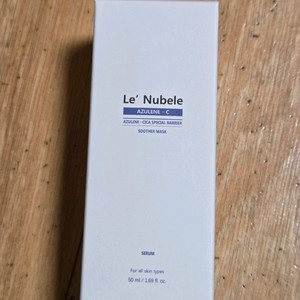 Le' Nubele
AZULENE - C
AZULENE - CICA SPECIAL BARRIER
SOOTHER MASK
SERUM
For all skin types
50 ml / 1.69 fl. oz.